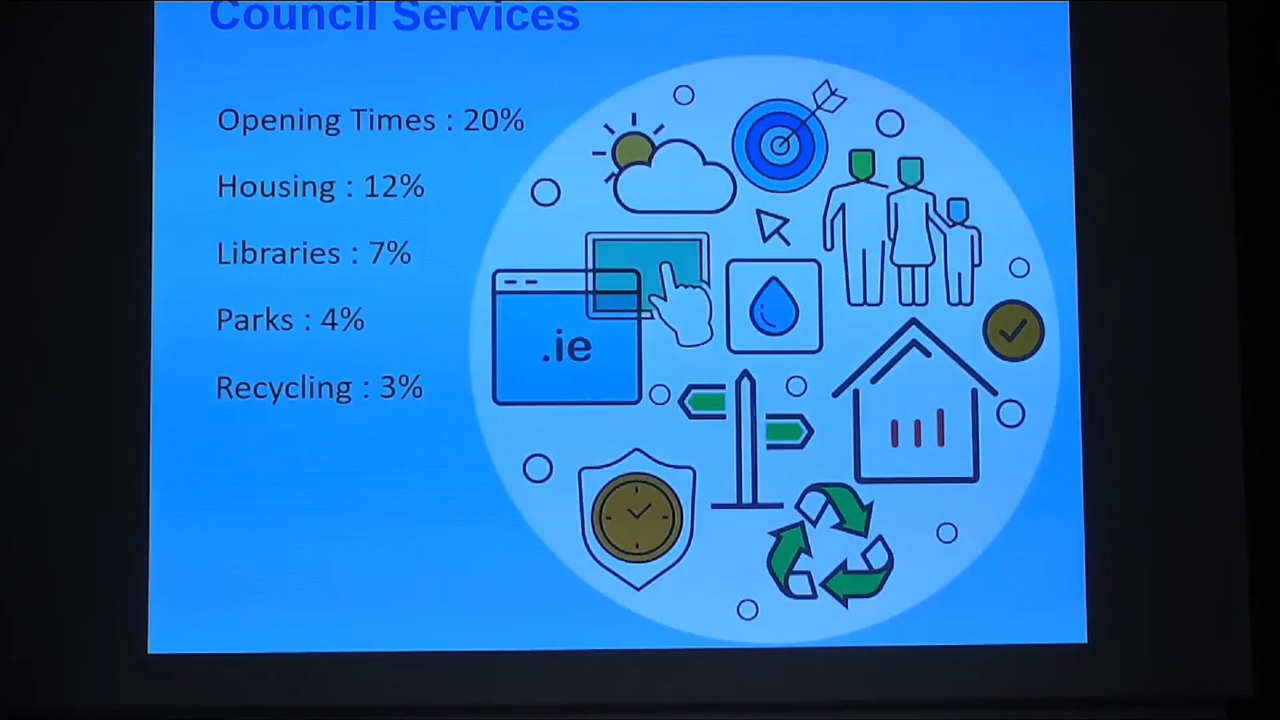 Council Services
Opening Times : 20%
Housing : 12%
Libraries : 7%
Parks : 4%
Recycling : 3%
.ie